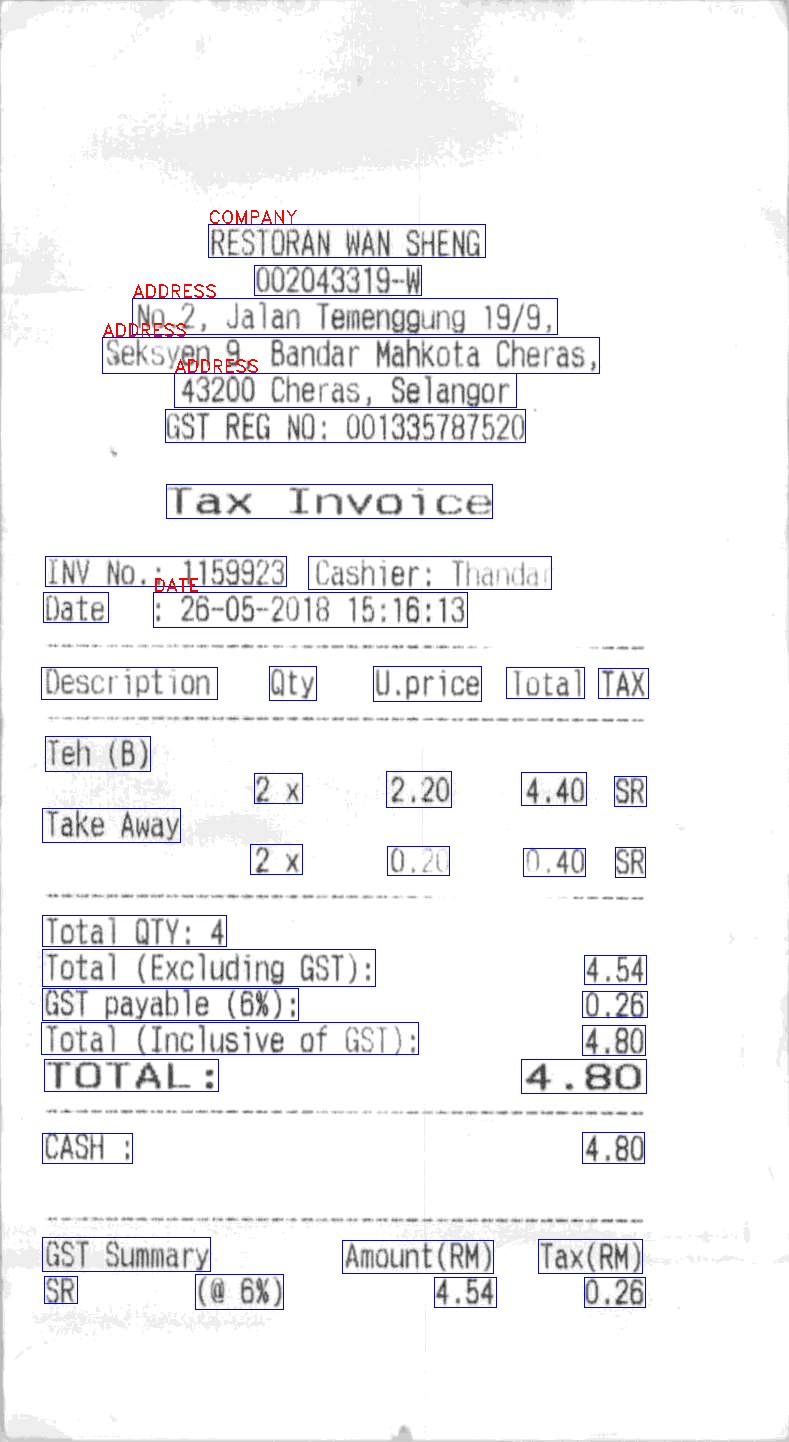 COMPANY
RESTORAN WAN SHENG
002043319-W
ADDRESS
No.2, Jalan Temenggung 19/9,
ADDRESS
Seksyen 9, Bandar Mahkota Cheras,
ADDRESS
43200 Cheras, Selangor
GST REG NO: 001335787520
Tax Invoice
INV No.: 1159923 Cashier: Thandar
DATE
Date : 26-05-2018 15:16:13
Description Qty U.price Total TAX
Teh (B)
2 x 2.20 4.40 SR
Take Away
2 x 0.20 0.40 SR
Total QTY: 4
Total (Excluding GST): 4.54
GST payable (6%): 0.26
Total (Inclusive of GST): 4.80
TOTAL: 4.80
CASH : 4.80
GST Summary Amount(RM) Tax(RM)
SR (@ 6%) 4.54 0.26